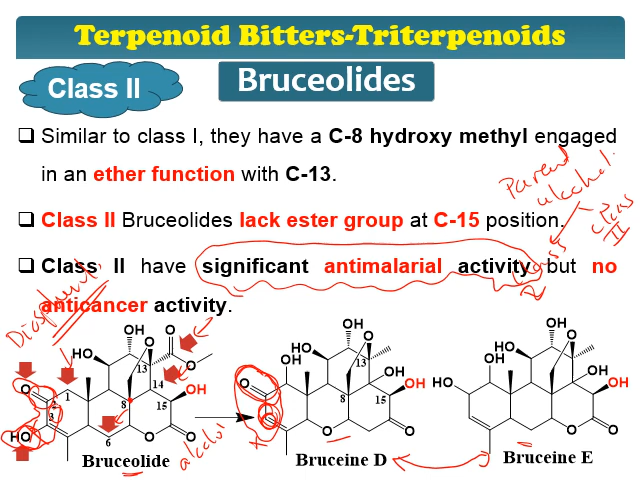 Terpenoid Bitters-Triterpenoids
Class II
Bruceolides
❑ Similar to class I, they have a C-8 hydroxy methyl engaged
in an ether function with C-13.
Parent
alcohol
❑ Class II Bruceolides lack ester group at C-15 position.
class
II
❑ Class II have significant antimalarial activity but no
anticancer activity.
OH
HO
OH
O
O
O
13
14
1
2
3
O
HO
8
15
OH
6
O
O
alcohol
Bruceolide
OH
OH
HO
O
13
O
OH
OH
8
15
O
O
Bruceine D
OH
OH
HO
O
HO
OH
OH
O
O
Bruceine E